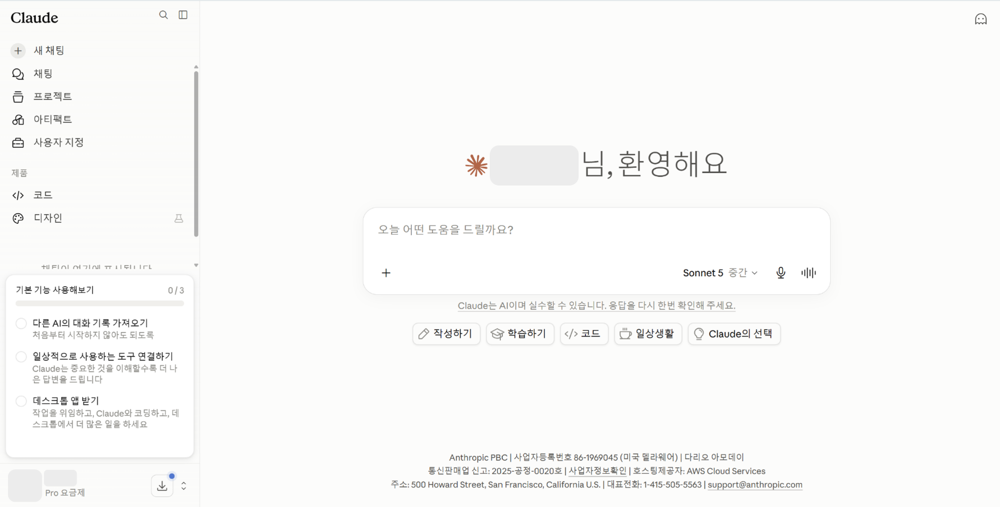 Claude
새 채팅
채팅
프로젝트
아티팩트
사용자 지정
제품
코드
디자인
채팅이 여기에 표시됩니다
기본 기능 사용해보기 0 / 3
다른 AI의 대화 기록 가져오기
처음부터 시작하지 않아도 되도록
일상적으로 사용하는 도구 연결하기
Claude는 중요한 것을 이해할수록 더 나
은 답변을 드립니다
데스크톱 앱 받기
작업을 위임하고, Claude와 코딩하고, 데
스크톱에서 더 많은 일을 하세요
Pro 요금제
님, 환영해요
오늘 어떤 도움을 드릴까요?
Sonnet 5 중간
Claude는 AI이며 실수할 수 있습니다. 응답을 다시 한번 확인해 주세요.
작성하기 학습하기 코드 일상생활 Claude의 선택
Anthropic PBC | 사업자등록번호 86-1969045 (미국 델라웨어) | 다리오 아모데이
통신판매업 신고: 2025-공정-0020호 | 사업자정보확인 | 호스팅제공자: AWS Cloud Services
주소: 500 Howard Street, San Francisco, California U.S. | 대표전화: 1-415-505-5563 | support@anthropic.com